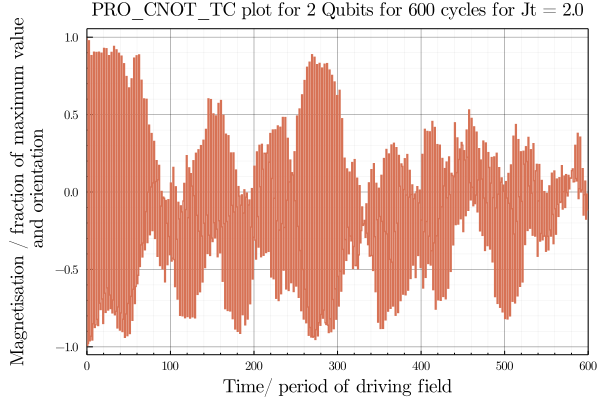 PRO_CNOT_TC plot for 2 Qubits for 600 cycles for Jt = 2.0
Magnetisation / fraction of maximum value
and orientation
1.0
0.5
0.0
−0.5
−1.0
0 100 200 300 400 500 600
Time/ period of driving field